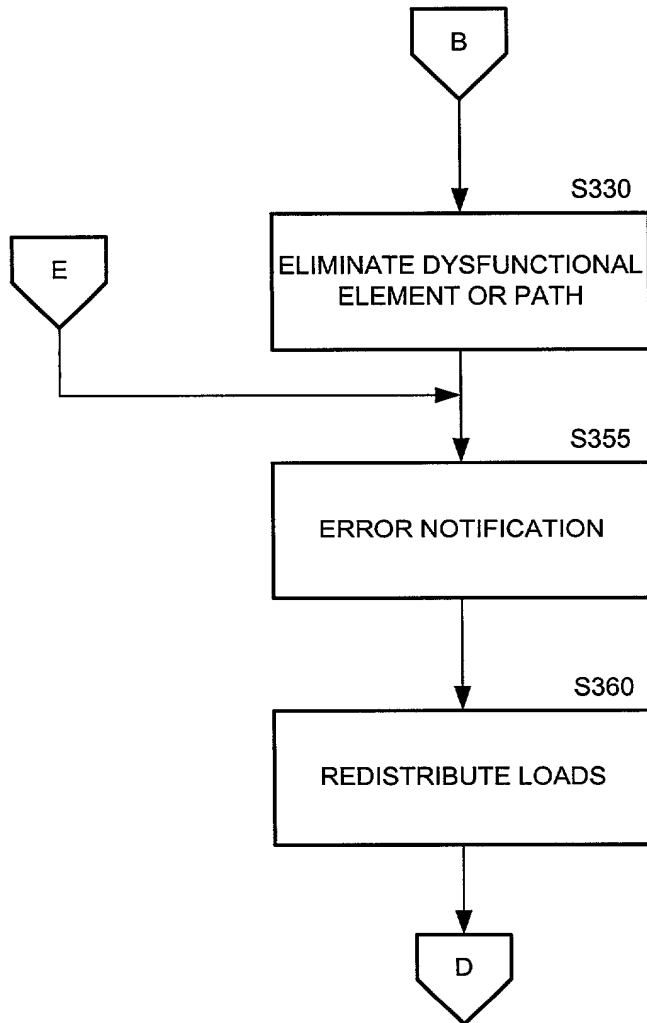 B
S330
ELIMINATE DYSFUNCTIONAL
ELEMENT OR PATH
E
S355
ERROR NOTIFICATION
S360
REDISTRIBUTE LOADS
D